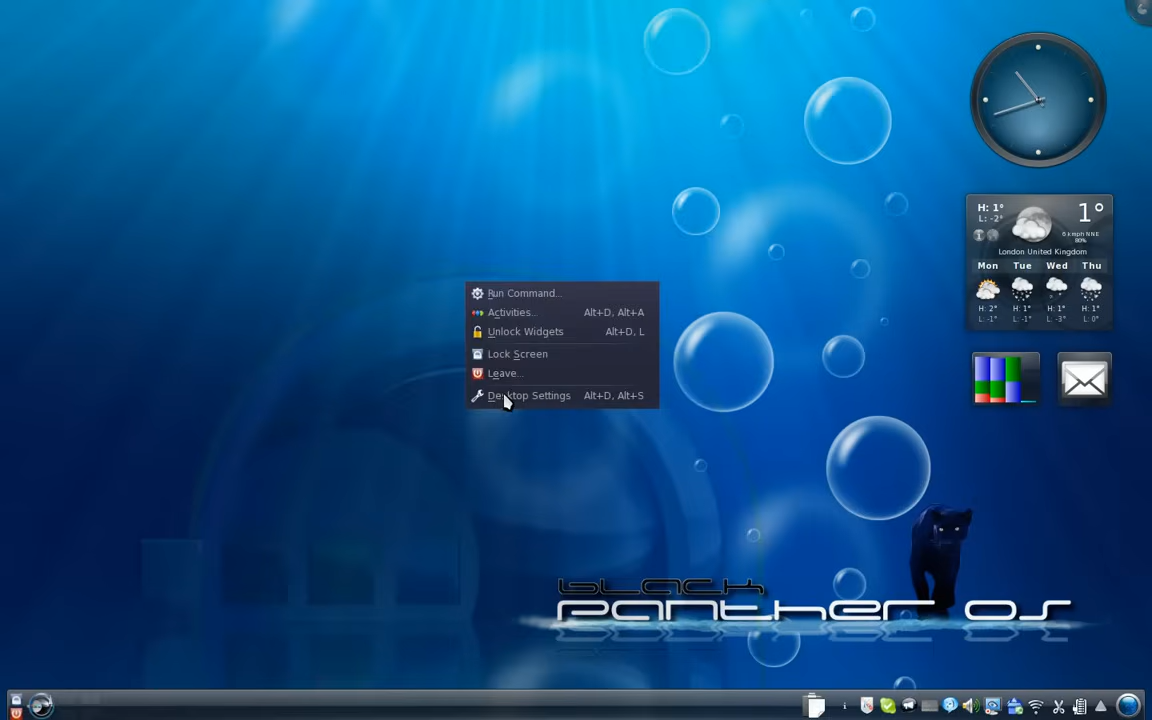 H: 1°
L: -2°
1°
6 kmph NNE
80%
London United Kingdom
Mon Tue Wed Thu
H: 2° H: 1° H: 1° H: 1°
L: -1° L: -1° L: -3° L: 0°
Run Command...
Activities... Alt+D, Alt+A
Unlock Widgets Alt+D, L
Lock Screen
Leave...
Desktop Settings Alt+D, Alt+S
black
panther os